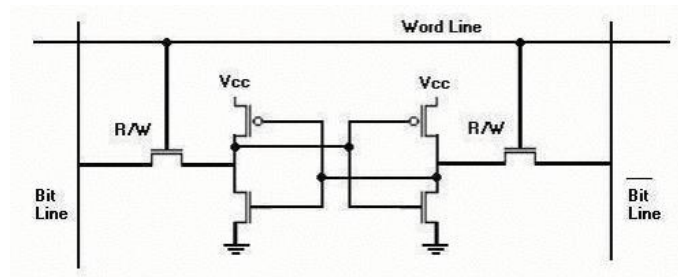 Word Line
Vcc
Vcc
R/W
R/W
Bit
Line
Bit
Line